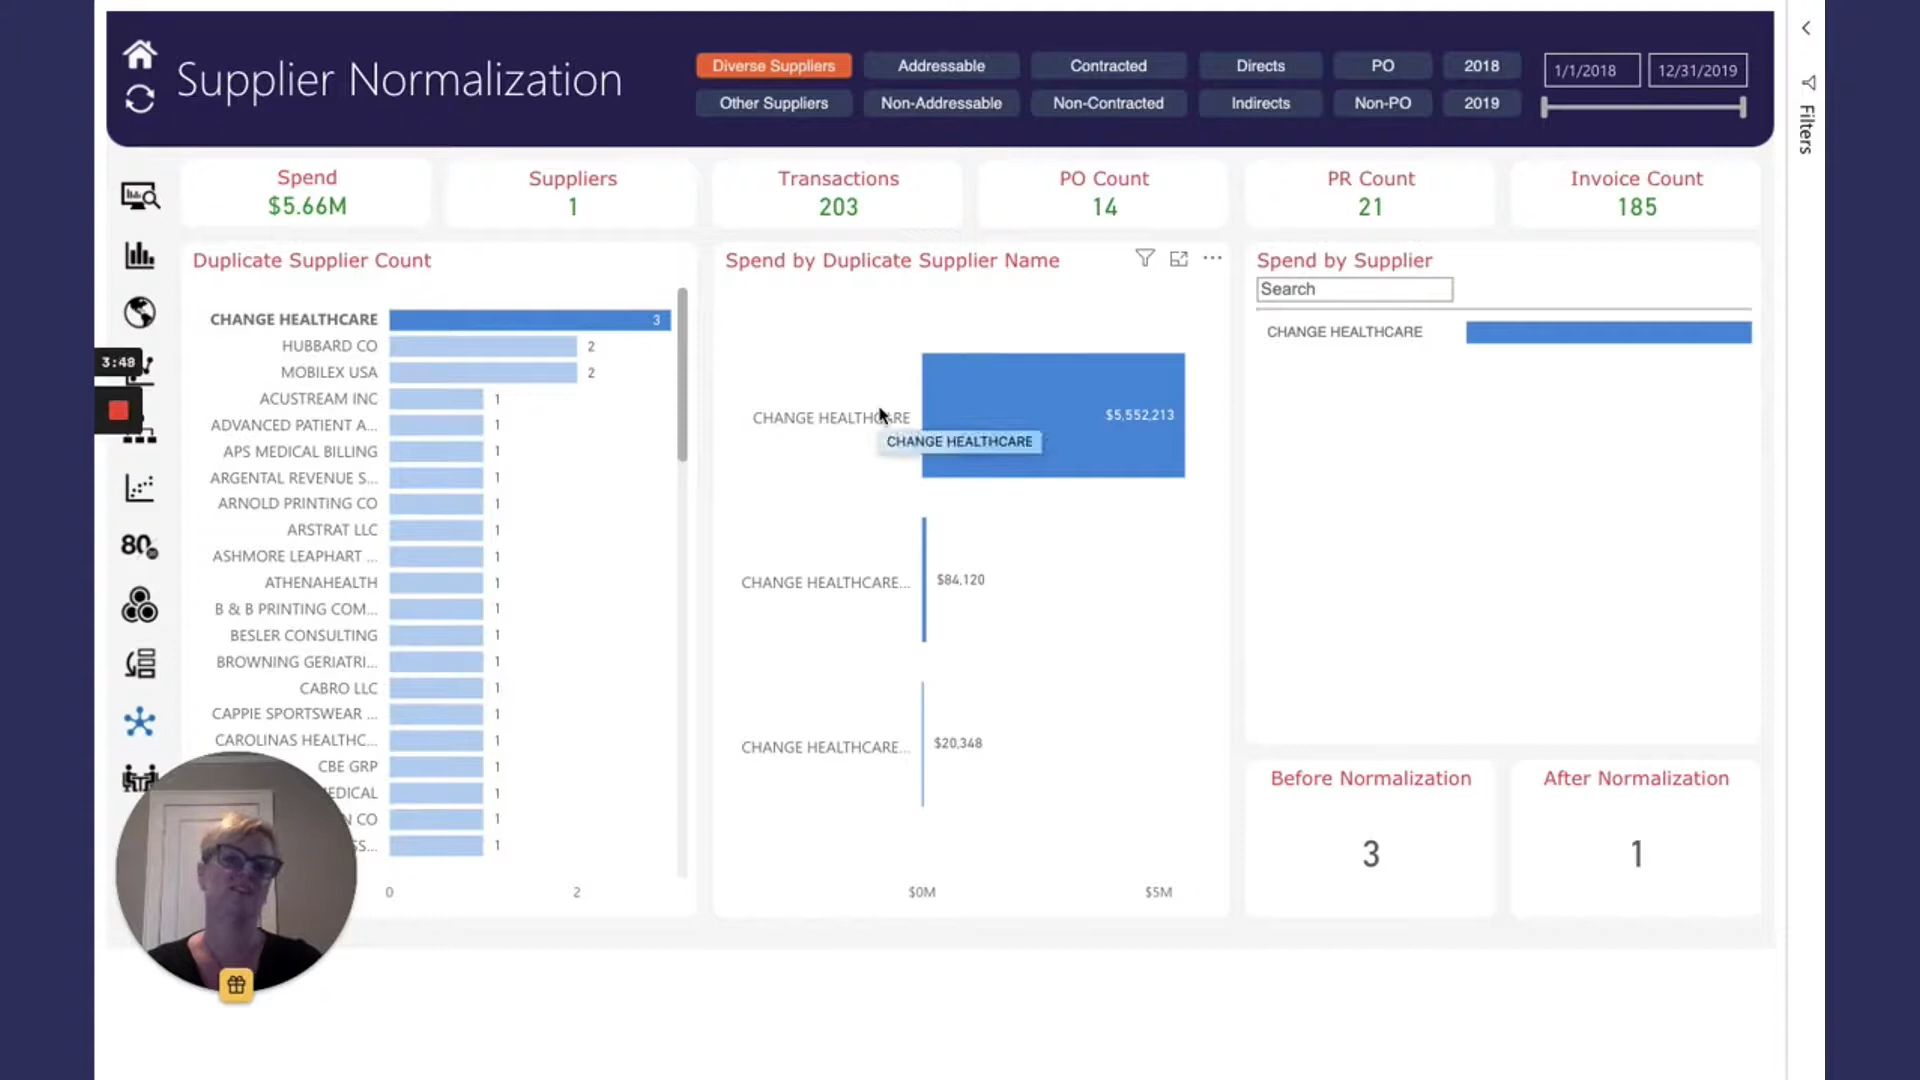 Supplier Normalization
Diverse Suppliers
Addressable
Contracted
Directs
PO
2018
1/1/2018
12/31/2019
Other Suppliers
Non-Addressable
Non-Contracted
Indirects
Non-PO
2019
Filters
Spend
$5.66M
Suppliers
1
Transactions
203
PO Count
14
PR Count
21
Invoice Count
185
Duplicate Supplier Count
CHANGE HEALTHCARE 3
HUBBARD CO 2
MOBILEX USA 2
ACUSTREAM INC 1
ADVANCED PATIENT A... 1
APS MEDICAL BILLING 1
ARGENTAL REVENUE S... 1
ARNOLD PRINTING CO 1
ARSTRAT LLC 1
ASHMORE LEAPHART ... 1
ATHENAHEALTH 1
B & B PRINTING COM... 1
BESLER CONSULTING 1
BROWNING GERIATRI... 1
CABRO LLC 1
CAPPIE SPORTSWEAR ... 1
CAROLINAS HEALTHC... 1
CBE GRP 1
EDICAL 1
N CO 1
SS... 1
0 2
Spend by Duplicate Supplier Name
CHANGE HEALTHCARE $5,552,213
CHANGE HEALTHCARE
CHANGE HEALTHCARE... $84,120
CHANGE HEALTHCARE... $20,348
$0M $5M
Spend by Supplier
Search
CHANGE HEALTHCARE
Before Normalization
3
After Normalization
1
3:48
80